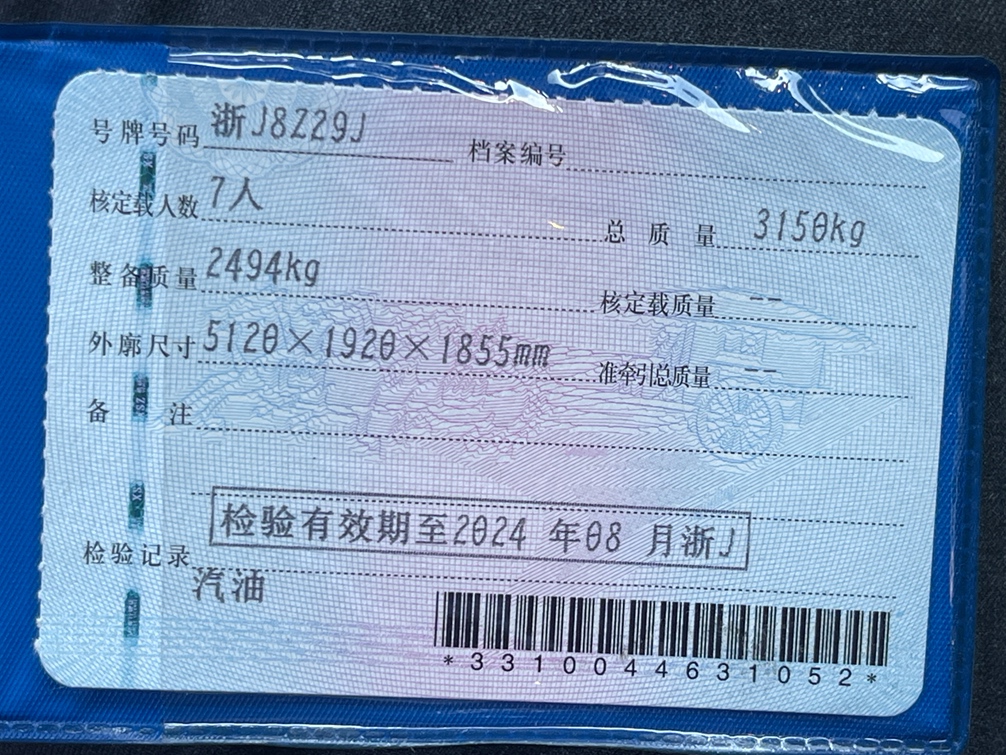 号牌号码 浙J8Z29J 档案编号
核定载人数 7人 总质量 3150kg
整备质量 2494kg 核定载质量 --
外廓尺寸 5120×1920×1855mm 准牵引总质量 --
备注
检验有效期至2024 年08 月浙J
检验记录
汽油
*3310044631052*